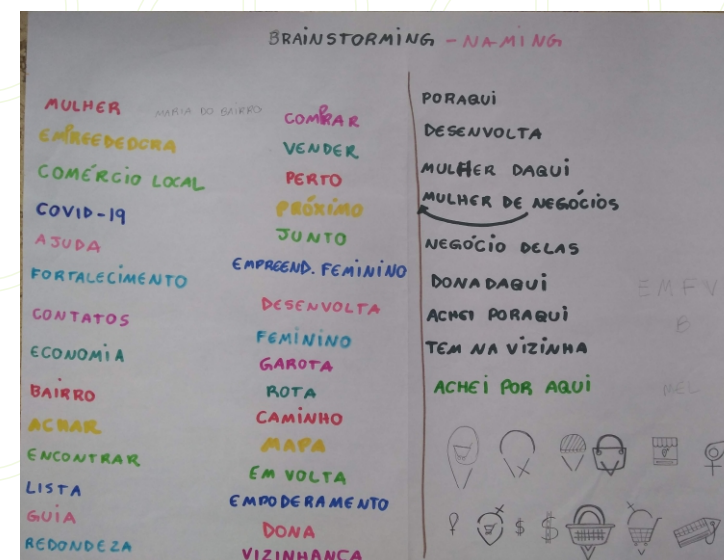 BRAINSTORMING - NAMING
MULHER
MARIA DO BAIRRO
EMPREEDEDORA
COMÉRCIO LOCAL
COVID-19
AJUDA
FORTALECIMENTO
CONTATOS
ECONOMIA
BAIRRO
ACHAR
ENCONTRAR
LISTA
GUIA
REDONDEZA
COMPRAR
VENDER
PERTO
PRÓXIMO
JUNTO
EMPREEND. FEMININO
DESENVOLTA
FEMININO
GAROTA
ROTA
CAMINHO
MAPA
EM VOLTA
EMPODERAMENTO
DONA
VIZINHANÇA
PORAQUI
DESENVOLTA
MULHER DAQUI
MULHER DE NEGÓCIOS
NEGÓCIO DELAS
DONADAQUI
ACHEI PORAQUI
TEM NA VIZINHA
ACHEI POR AQUI
$ $